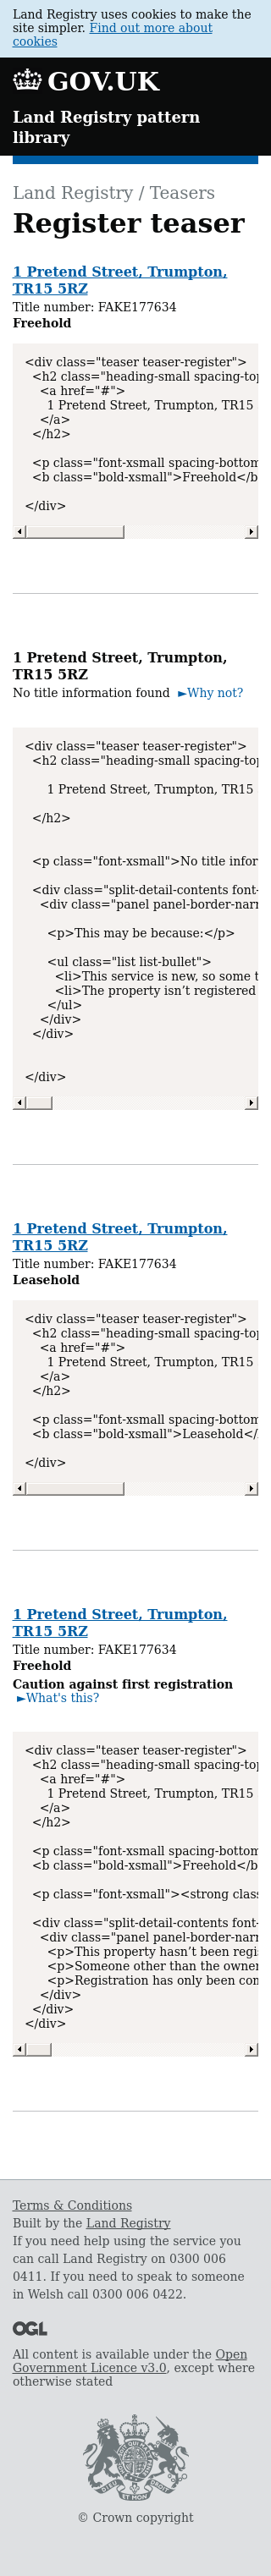 Land Registry uses cookies to make the
site simpler. Find out more about
cookies
GOV.UK
Land Registry pattern
library
Land Registry / Teasers
Register teaser
1 Pretend Street, Trumpton,
TR15 5RZ
Title number: FAKE177634
Freehold
<div class="teaser teaser-register">
<h2 class="heading-small spacing-top
<a href="#">
1 Pretend Street, Trumpton, TR15
</a>
</h2>
<p class="font-xsmall spacing-bottom
<b class="bold-xsmall">Freehold</b
</div>
1 Pretend Street, Trumpton,
TR15 5RZ
No title information found ►Why not?
<div class="teaser teaser-register">
<h2 class="heading-small spacing-top
1 Pretend Street, Trumpton, TR15
</h2>
<p class="font-xsmall">No title infor
<div class="split-detail-contents font-
<div class="panel panel-border-narr
<p>This may be because:</p>
<ul class="list list-bullet">
<li>This service is new, so some t
<li>The property isn’t registered
</ul>
</div>
</div>
</div>
1 Pretend Street, Trumpton,
TR15 5RZ
Title number: FAKE177634
Leasehold
<div class="teaser teaser-register">
<h2 class="heading-small spacing-top
<a href="#">
1 Pretend Street, Trumpton, TR15
</a>
</h2>
<p class="font-xsmall spacing-bottom
<b class="bold-xsmall">Leasehold</
</div>
1 Pretend Street, Trumpton,
TR15 5RZ
Title number: FAKE177634
Freehold
Caution against first registration
►What's this?
<div class="teaser teaser-register">
<h2 class="heading-small spacing-top
<a href="#">
1 Pretend Street, Trumpton, TR15
</a>
</h2>
<p class="font-xsmall spacing-bottom
<b class="bold-xsmall">Freehold</b
<p class="font-xsmall"><strong clas
<div class="split-detail-contents font-
<div class="panel panel-border-narr
<p>This property hasn’t been regi
<p>Someone other than the owner
<p>Registration has only been con
</div>
</div>
</div>
Terms & Conditions
Built by the Land Registry
If you need help using the service you
can call Land Registry on 0300 006
0411. If you need to speak to someone
in Welsh call 0300 006 0422.
OGL
All content is available under the Open
Government Licence v3.0, except where
otherwise stated
© Crown copyright